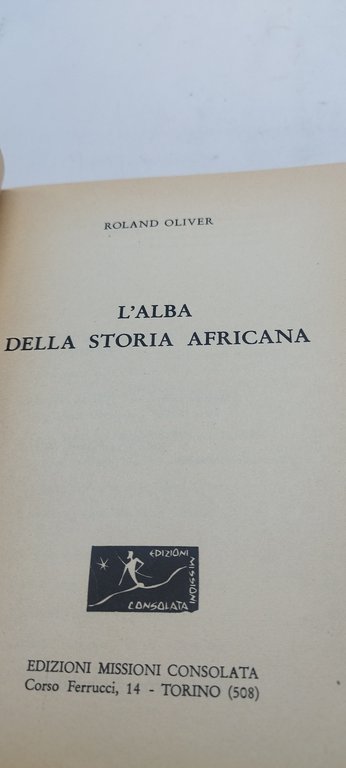 ROLAND OLIVER
L'ALBA
DELLA STORIA AFRICANA
EDIZIONI
MISSIONI
CONSOLATA
EDIZIONI MISSIONI CONSOLATA
Corso Ferrucci, 14 - TORINO (508)